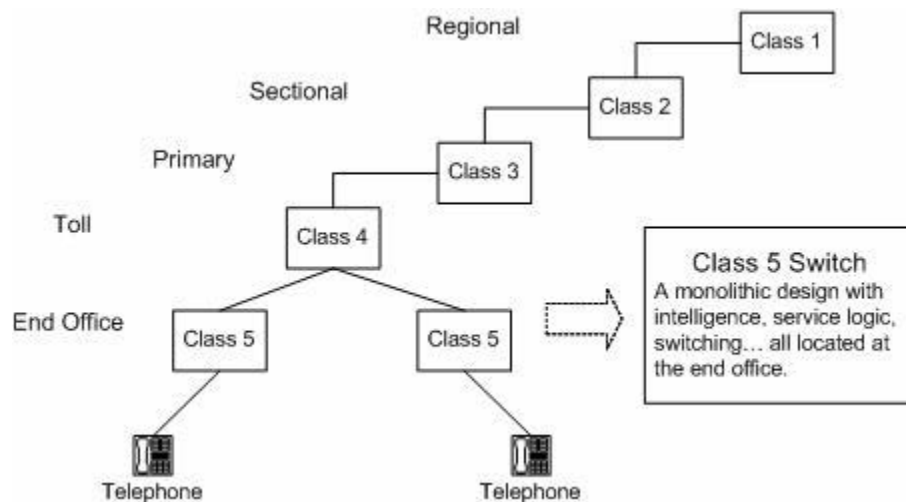 Regional
Class 1
Sectional
Class 2
Primary
Class 3
Toll
Class 4
End Office
Class 5
Class 5
Class 5 Switch
A monolithic design with
intelligence, service logic,
switching... all located at
the end office.
Telephone
Telephone